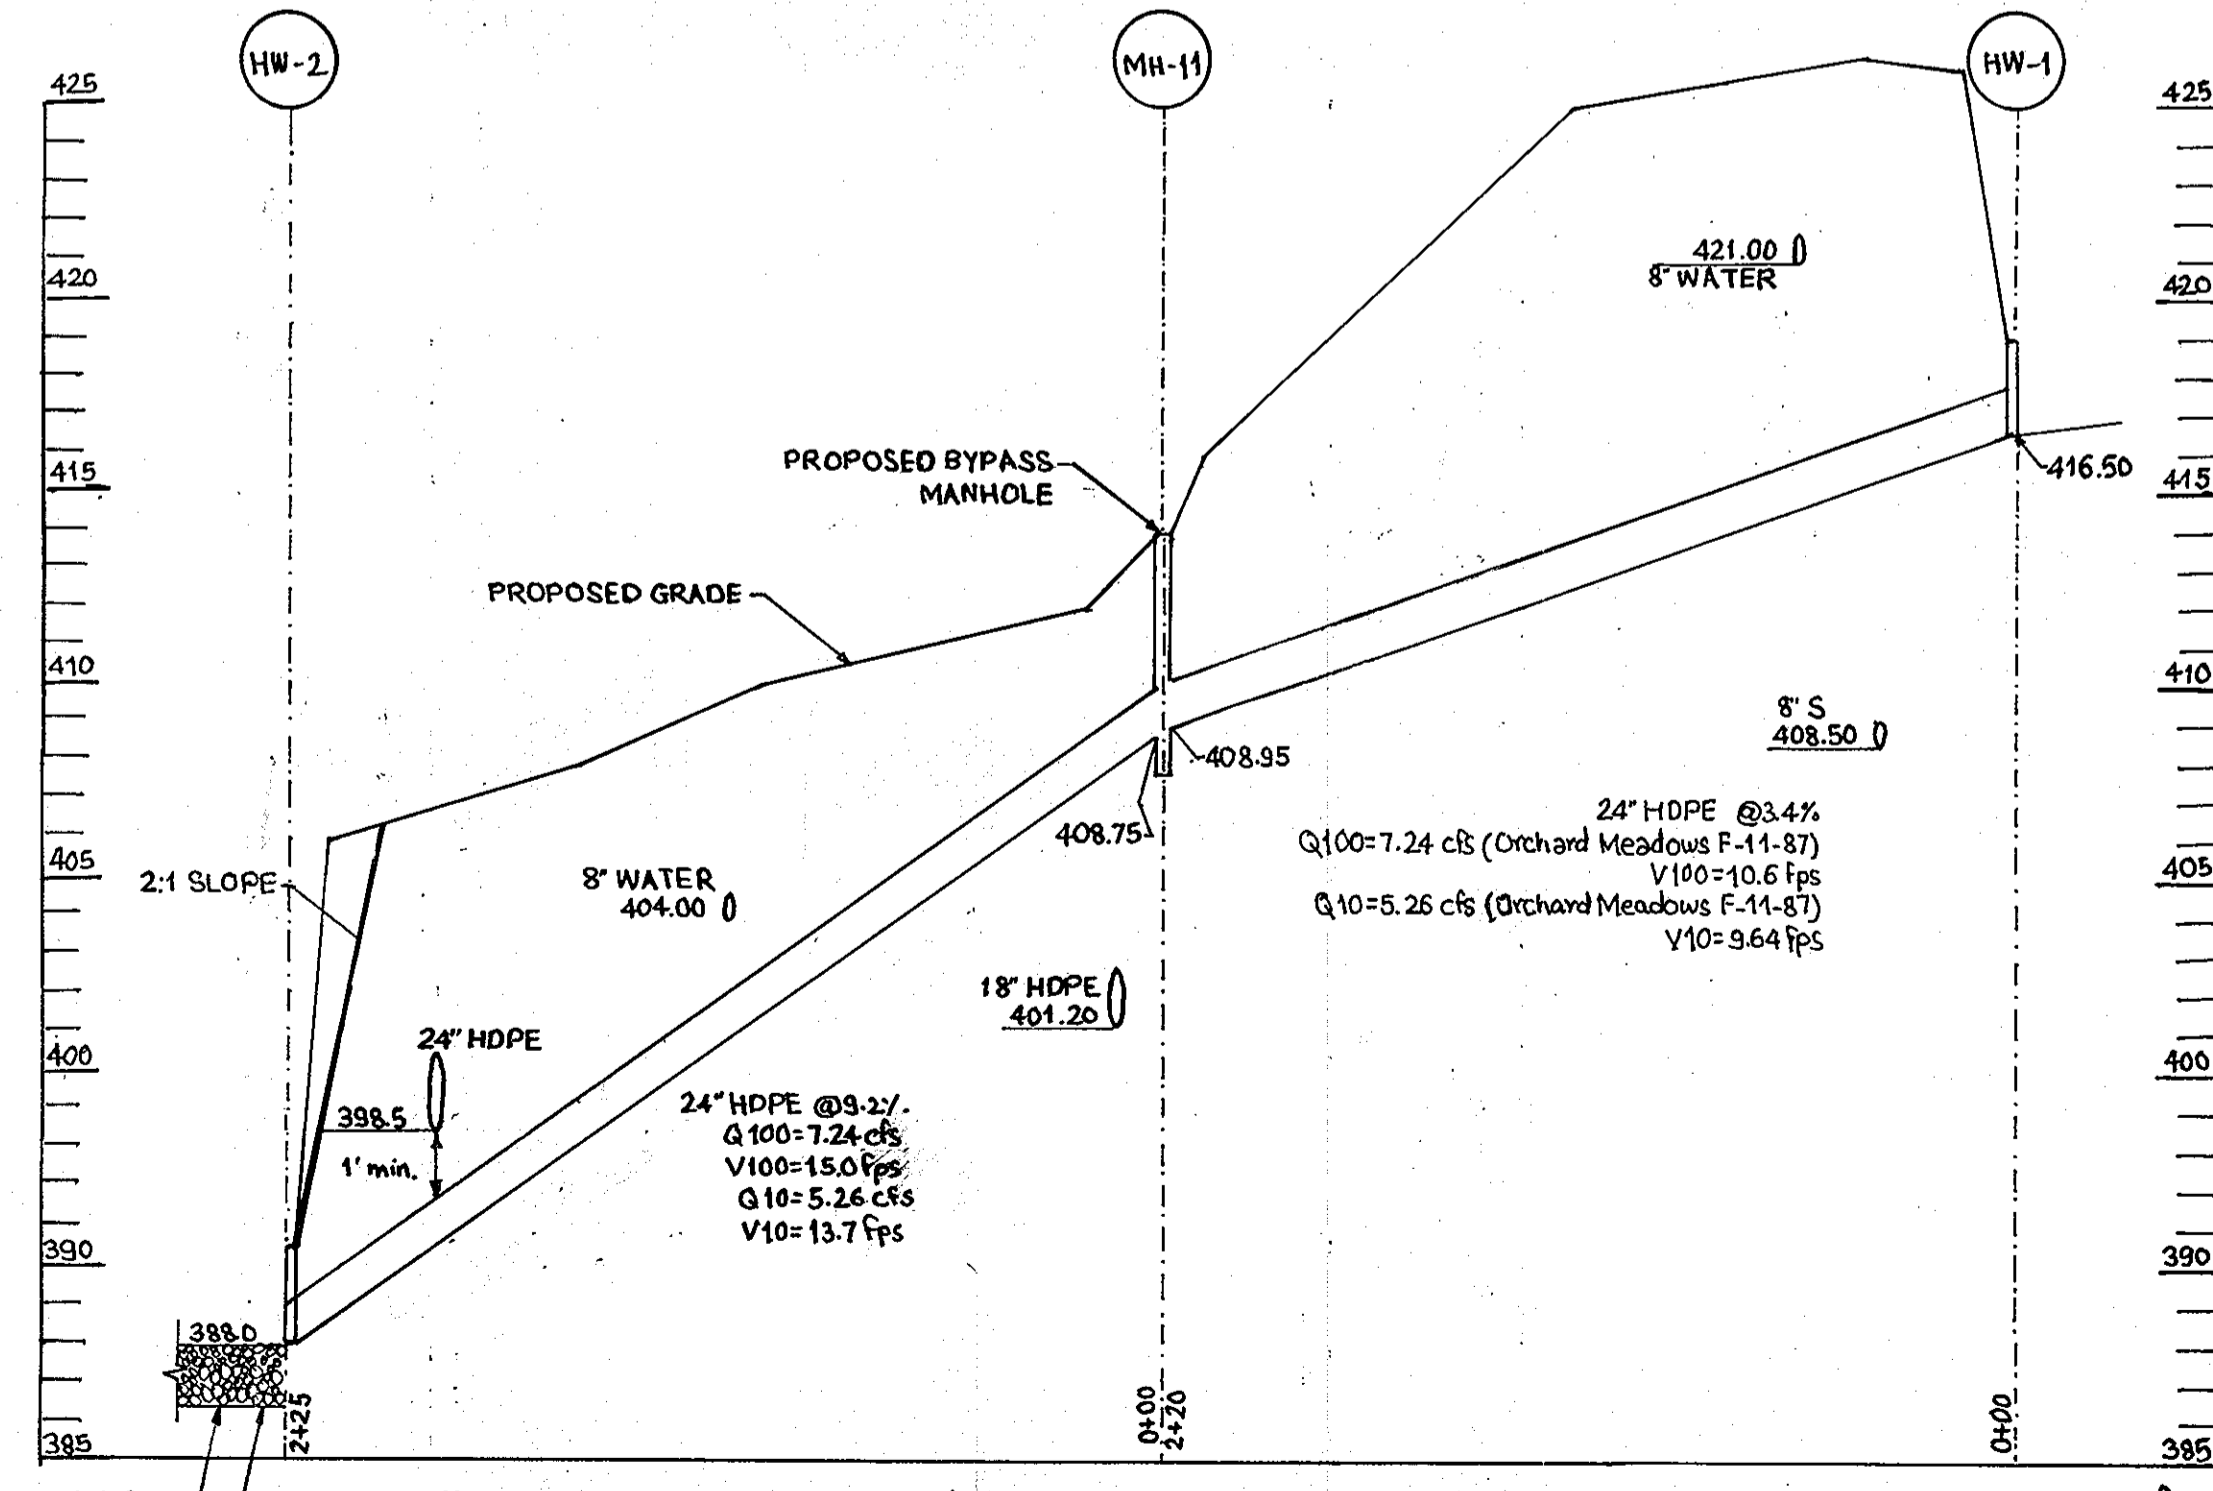 HW-2
MH-11
HW-1
425
425
420
420
421.00
8" WATER
PROPOSED BYPASS
MANHOLE
415
415
416.50
PROPOSED GRADE
410
410
8" S
408.50
408.95
408.75
24" HDPE @3.4%
Q100=7.24 cfs (Orchard Meadows F-11-87)
V100=10.6 fps
Q10=5.26 cfs (Orchard Meadows F-11-87)
V10=9.64 fps
405
405
2:1 SLOPE
8" WATER
404.00
18" HDPE
401.20
24" HDPE
400
400
398.5
1' min.
24" HDPE @9.2%
Q100=7.24 cfs
V100=15.0 fps
Q10=5.26 cfs
V10=13.7 fps
390
390
388.0
2+25
0+00
2+20
0+00
385
385